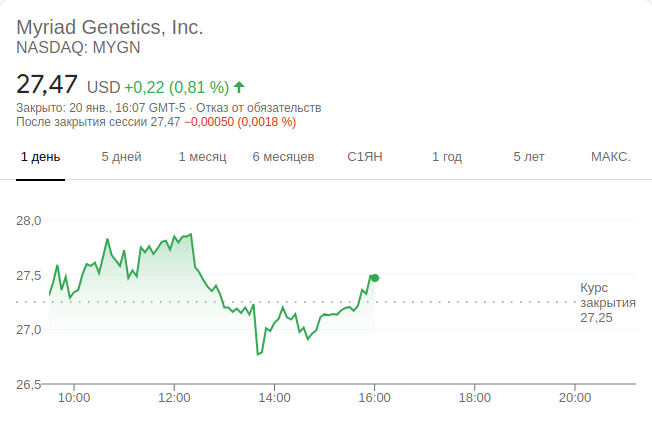 Myriad Genetics, Inc.
NASDAQ: MYGN
27,47 USD +0,22 (0,81 %)
Закрыто: 20 янв., 16:07 GMT-5 · Отказ от обязательств
После закрытия сессии 27,47 −0,00050 (0,0018 %)
1 день 5 дней 1 месяц 6 месяцев С1ЯН 1 год 5 лет МАКС.
28,0
27,5
Курс
закрытия
27,25
27,0
26,5
10:00 12:00 14:00 16:00 18:00 20:00